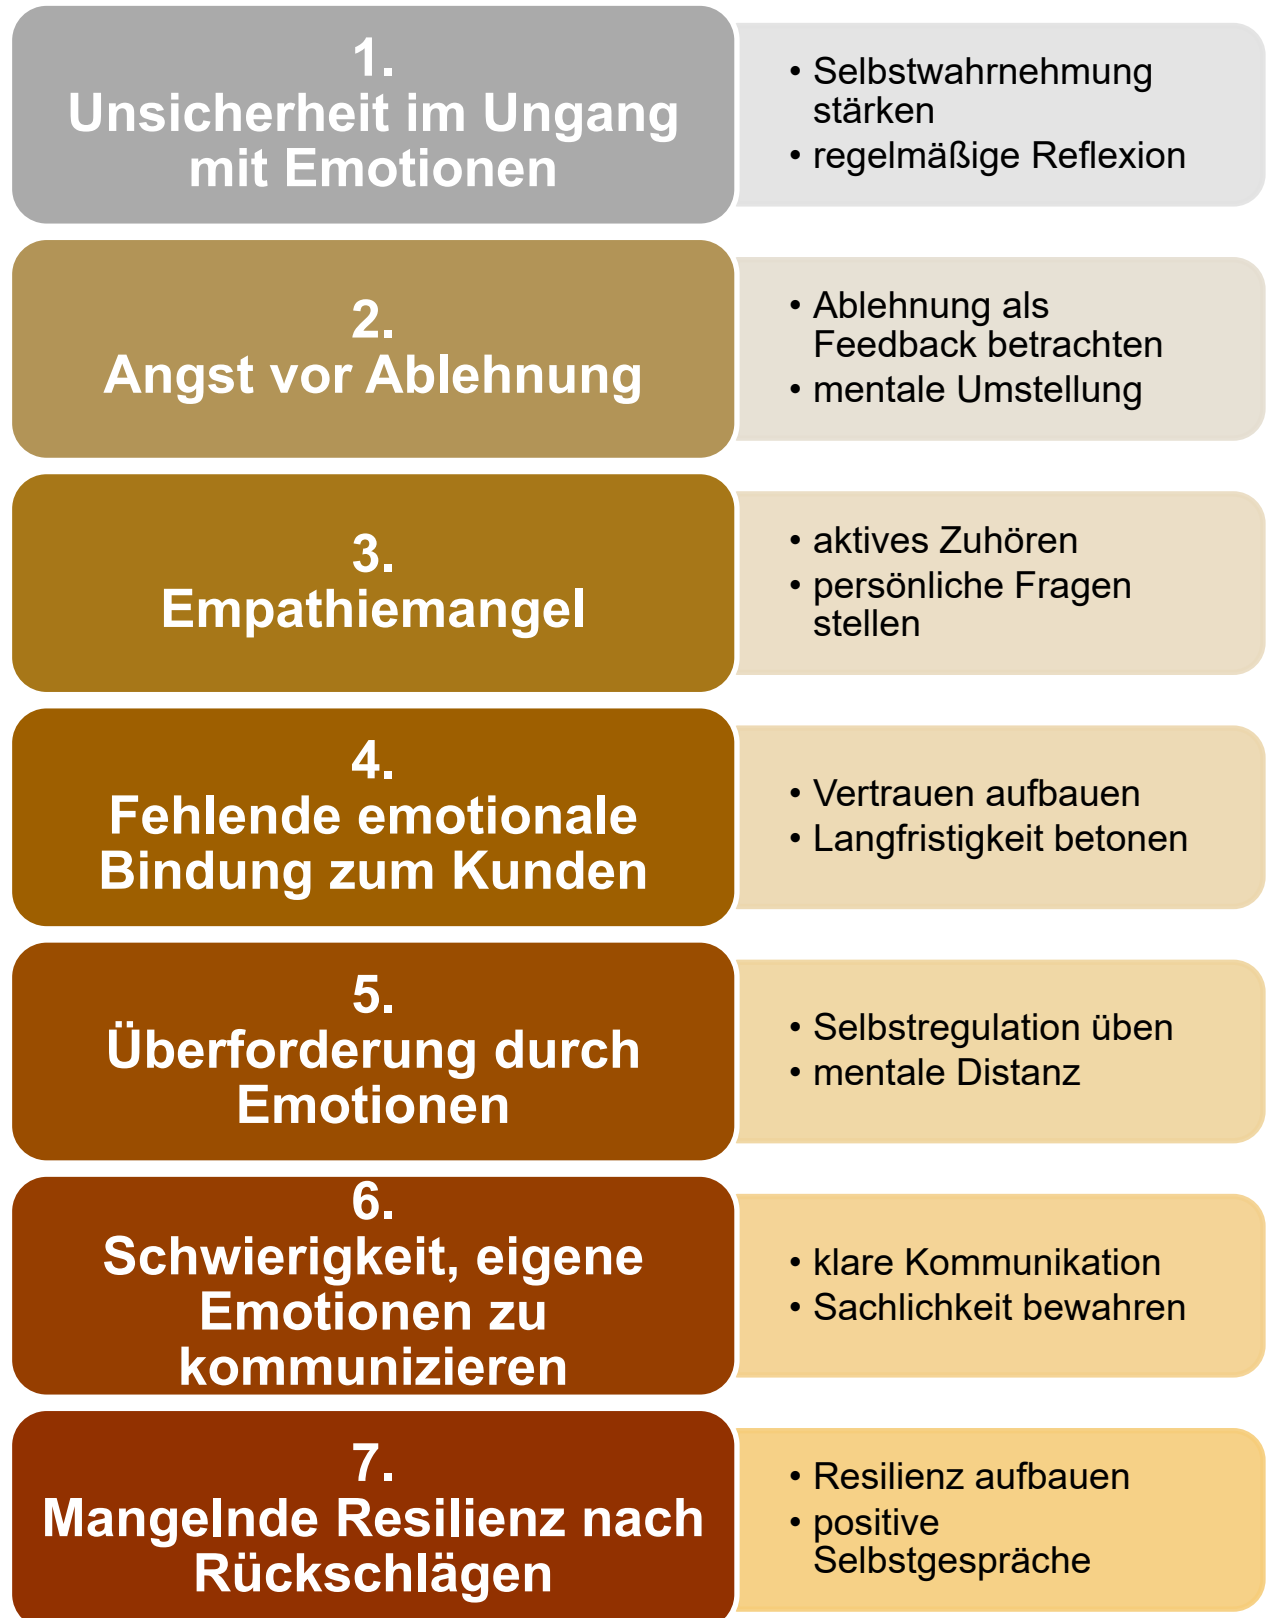 1.
Unsicherheit im Ungang
mit Emotionen
• Selbstwahrnehmung
stärken
• regelmäßige Reflexion
2.
Angst vor Ablehnung
• Ablehnung als
Feedback betrachten
• mentale Umstellung
3.
Empathiemangel
• aktives Zuhören
• persönliche Fragen
stellen
4.
Fehlende emotionale
Bindung zum Kunden
• Vertrauen aufbauen
• Langfristigkeit betonen
5.
Überforderung durch
Emotionen
• Selbstregulation üben
• mentale Distanz
6.
Schwierigkeit, eigene
Emotionen zu
kommunizieren
• klare Kommunikation
• Sachlichkeit bewahren
7.
Mangelnde Resilienz nach
Rückschlägen
• Resilienz aufbauen
• positive
Selbstgespräche